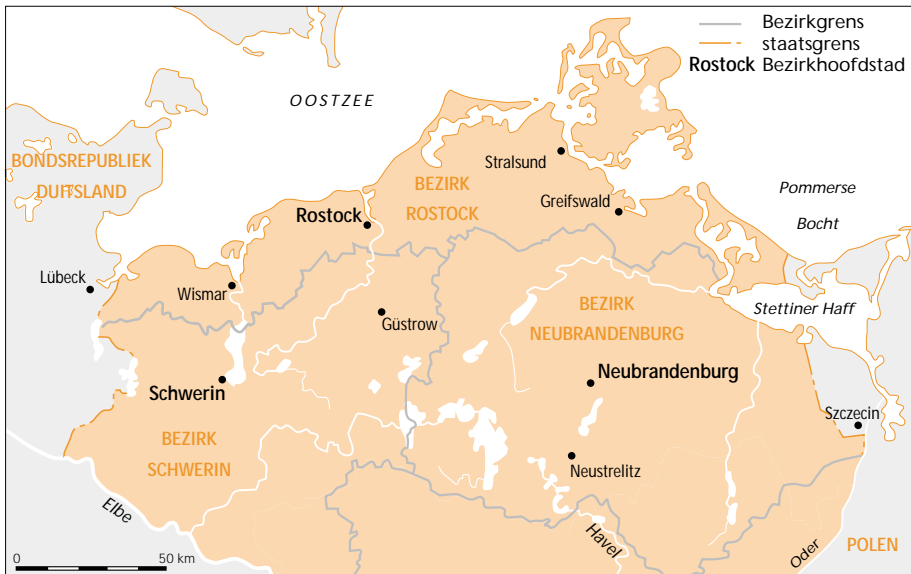 Bezirkgrens
staatsgrens
Rostock Bezirkhoofdstad
OOSTZEE
BONDSREPUBLIEK
DUITSLAND
Stralsund
BEZIRK
ROSTOCK
Greifswald
Pommerse
Bocht
Rostock
Lübeck
Wismar
Güstrow
BEZIRK
NEUBRANDENBURG
Stettiner Haff
Schwerin
Neubrandenburg
Szczecin
BEZIRK
SCHWERIN
Neustrelitz
Elbe
Havel
Oder
POLEN
0 50 km